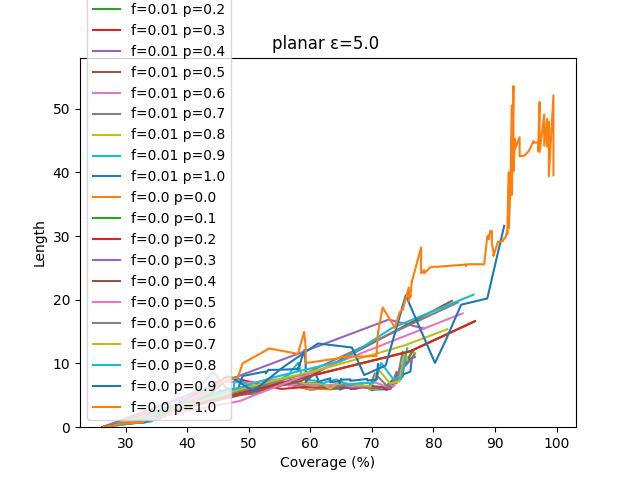 f=0.01 p=0.2
f=0.01 p=0.3
f=0.01 p=0.4
f=0.01 p=0.5
f=0.01 p=0.6
f=0.01 p=0.7
f=0.01 p=0.8
f=0.01 p=0.9
f=0.01 p=1.0
f=0.0 p=0.0
f=0.0 p=0.1
f=0.0 p=0.2
f=0.0 p=0.3
f=0.0 p=0.4
f=0.0 p=0.5
f=0.0 p=0.6
f=0.0 p=0.7
f=0.0 p=0.8
f=0.0 p=0.9
f=0.0 p=1.0
planar ε=5.0
Length
50
40
30
20
10
0
30 40 50 60 70 80 90 100
Coverage (%)